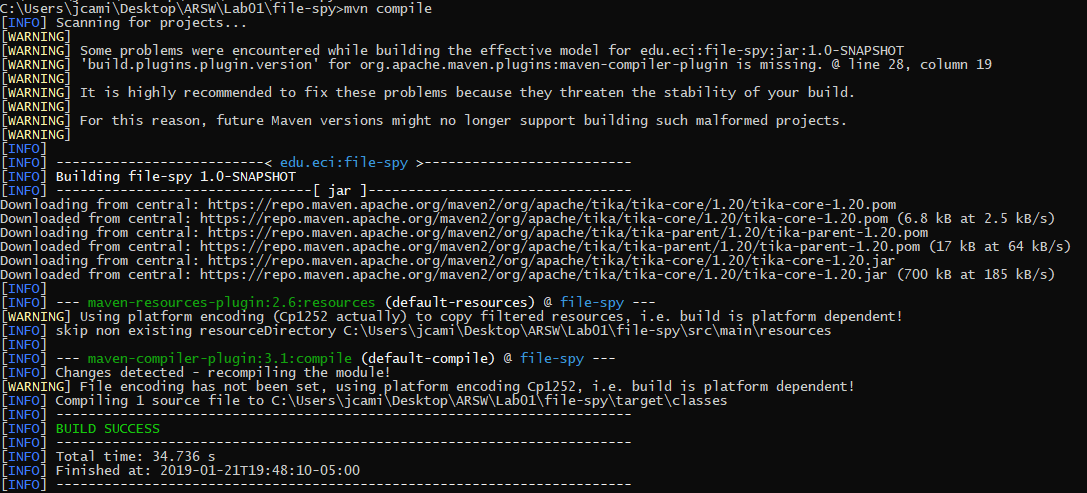 C:\Users\jcami\Desktop\ARSW\Lab01\file-spy>mvn compile
[INFO] Scanning for projects...
[WARNING]
[WARNING] Some problems were encountered while building the effective model for edu.eci:file-spy:jar:1.0-SNAPSHOT
[WARNING] 'build.plugins.plugin.version' for org.apache.maven.plugins:maven-compiler-plugin is missing. @ line 28, column 19
[WARNING]
[WARNING] It is highly recommended to fix these problems because they threaten the stability of your build.
[WARNING]
[WARNING] For this reason, future Maven versions might no longer support building such malformed projects.
[WARNING]
[INFO]
[INFO] --------------------------< edu.eci:file-spy >--------------------------
[INFO] Building file-spy 1.0-SNAPSHOT
[INFO] --------------------------------[ jar ]---------------------------------
Downloading from central: https://repo.maven.apache.org/maven2/org/apache/tika/tika-core/1.20/tika-core-1.20.pom
Downloaded from central: https://repo.maven.apache.org/maven2/org/apache/tika/tika-core/1.20/tika-core-1.20.pom (6.8 kB at 2.5 kB/s)
Downloading from central: https://repo.maven.apache.org/maven2/org/apache/tika/tika-parent/1.20/tika-parent-1.20.pom
Downloaded from central: https://repo.maven.apache.org/maven2/org/apache/tika/tika-parent/1.20/tika-parent-1.20.pom (17 kB at 64 kB/s)
Downloading from central: https://repo.maven.apache.org/maven2/org/apache/tika/tika-core/1.20/tika-core-1.20.jar
Downloaded from central: https://repo.maven.apache.org/maven2/org/apache/tika/tika-core/1.20/tika-core-1.20.jar (700 kB at 185 kB/s)
[INFO]
[INFO] --- maven-resources-plugin:2.6:resources (default-resources) @ file-spy ---
[WARNING] Using platform encoding (Cp1252 actually) to copy filtered resources, i.e. build is platform dependent!
[INFO] skip non existing resourceDirectory C:\Users\jcami\Desktop\ARSW\Lab01\file-spy\src\main\resources
[INFO]
[INFO] --- maven-compiler-plugin:3.1:compile (default-compile) @ file-spy ---
[INFO] Changes detected - recompiling the module!
[WARNING] File encoding has not been set, using platform encoding Cp1252, i.e. build is platform dependent!
[INFO] Compiling 1 source file to C:\Users\jcami\Desktop\ARSW\Lab01\file-spy\target\classes
[INFO] ------------------------------------------------------------------------
[INFO] BUILD SUCCESS
[INFO] ------------------------------------------------------------------------
[INFO] Total time: 34.736 s
[INFO] Finished at: 2019-01-21T19:48:10-05:00
[INFO] ------------------------------------------------------------------------